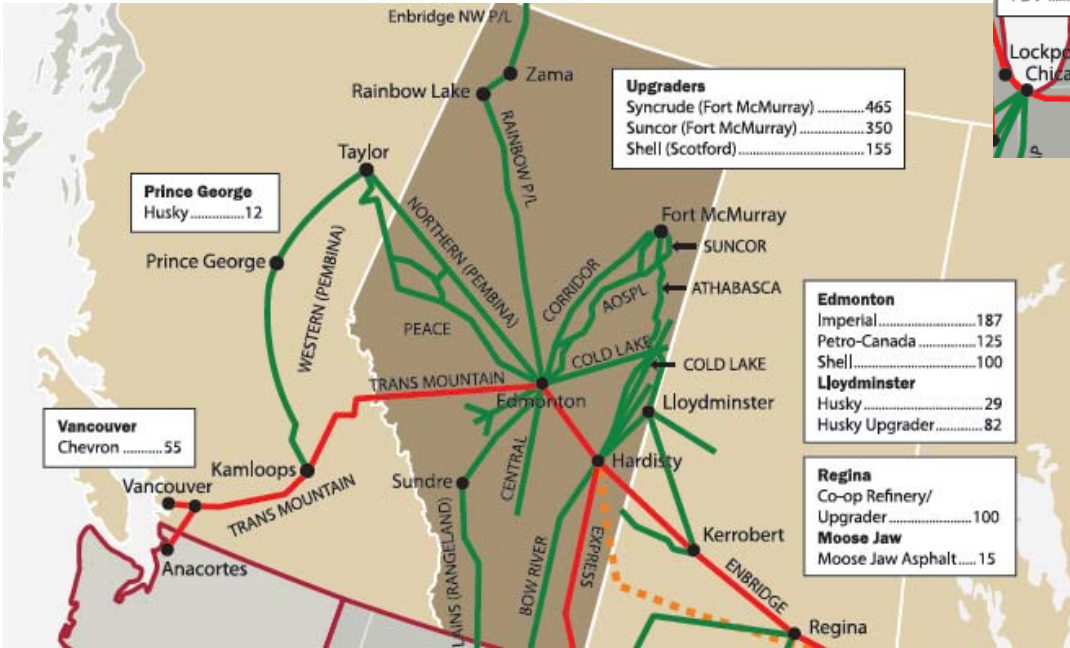 Enbridge NW P/L
Zama
Rainbow Lake
RAINBOW P/L
Upgraders
Syncrude (Fort McMurray) ............465
Suncor (Fort McMurray) ................350
Shell (Scotford)...........................155
Chica
Taylor
Prince George
Husky ...............12
NORTHERN (PEMBINA)
Fort McMurray
SUNCOR
Prince George
WESTERN (PEMBINA)
CORRIDOR
AOSPL
ATHABASCA
PEACE
COLD LAKE
COLD LAKE
Edmonton
Imperial.....................187
Petro-Canada .............125
Shell..........................100
Lloydminster
Husky .........................29
Husky Upgrader ..........82
TRANS MOUNTAIN
Edmonton
Lloydminster
Vancouver
Chevron ...........55
Kamloops
Vancouver
TRANS MOUNTAIN
Sundre
CENTRAL
Hardisty
Regina
Co-op Refinery/
Upgrader ...................100
Moose Jaw
Moose Jaw Asphalt.....15
Anacortes
LAINS (RANGELAND)
BOW RIVER
EXPRESS
Kerrobert
ENBRIDGE
Regina